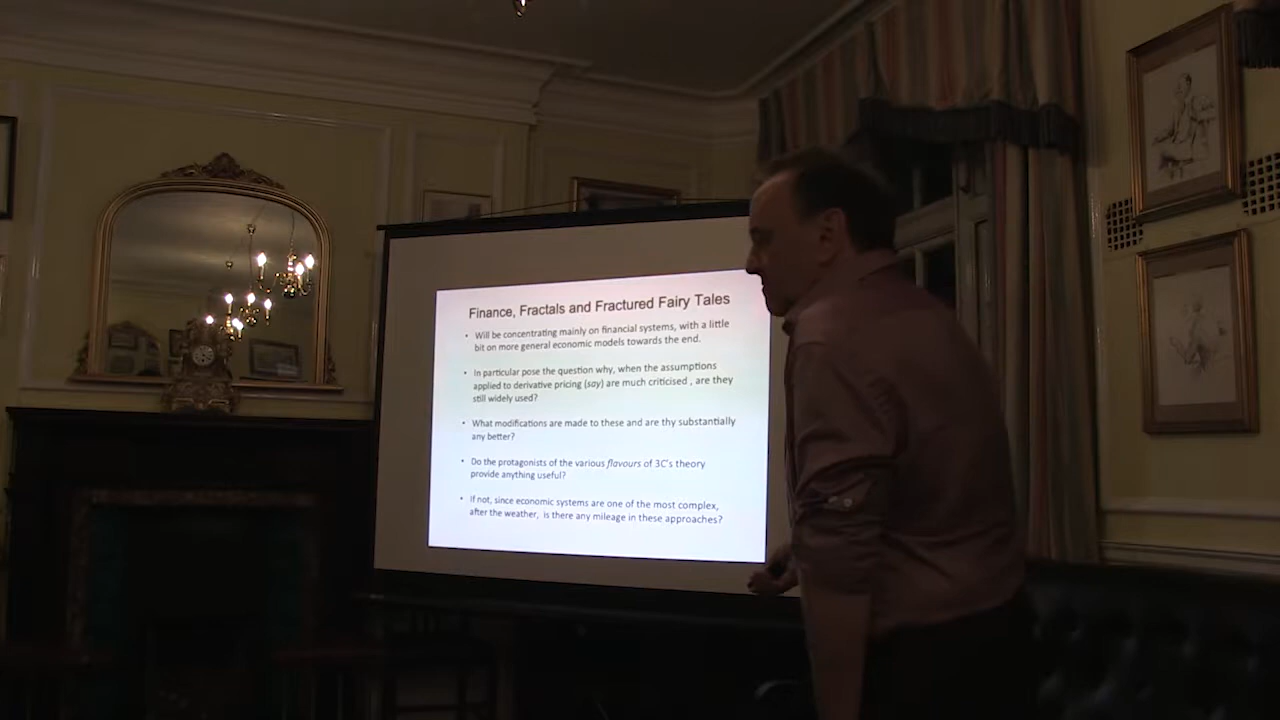 Finance, Fractals and Fractured Fairy Tales
• Will be concentrating mainly on financial systems, with a little
bit on more general economic models towards the end.
• In particular pose the question why, when the assumptions
applied to derivative pricing (say) are much criticised , are they
still widely used?
• What modifications are made to these and are thy substantially
any better?
• Do the protagonists of the various flavours of 3C's theory
provide anything useful?
• If not, since economic systems are one of the most complex,
after the weather, is there any mileage in these approaches?